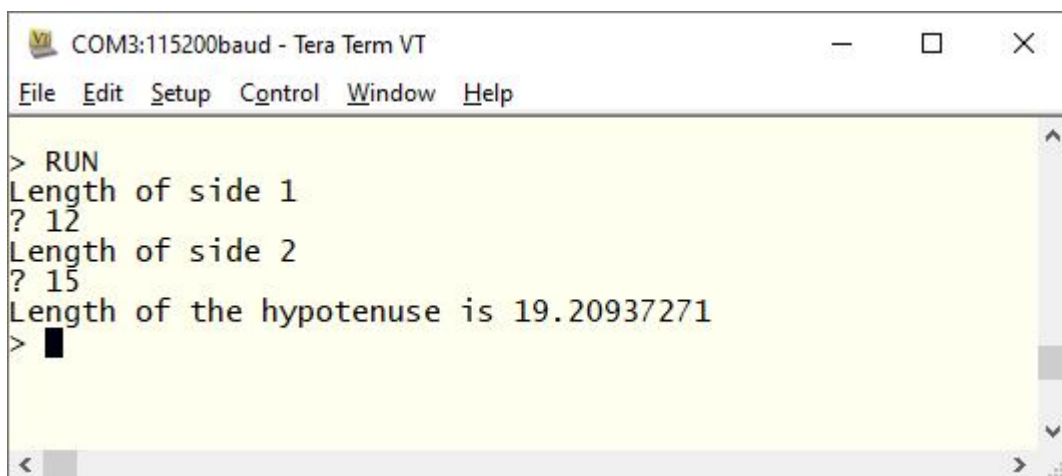 COM3:115200baud - Tera Term VT
File Edit Setup Control Window Help
> RUN
Length of side 1
? 12
Length of side 2
? 15
Length of the hypotenuse is 19.20937271
>